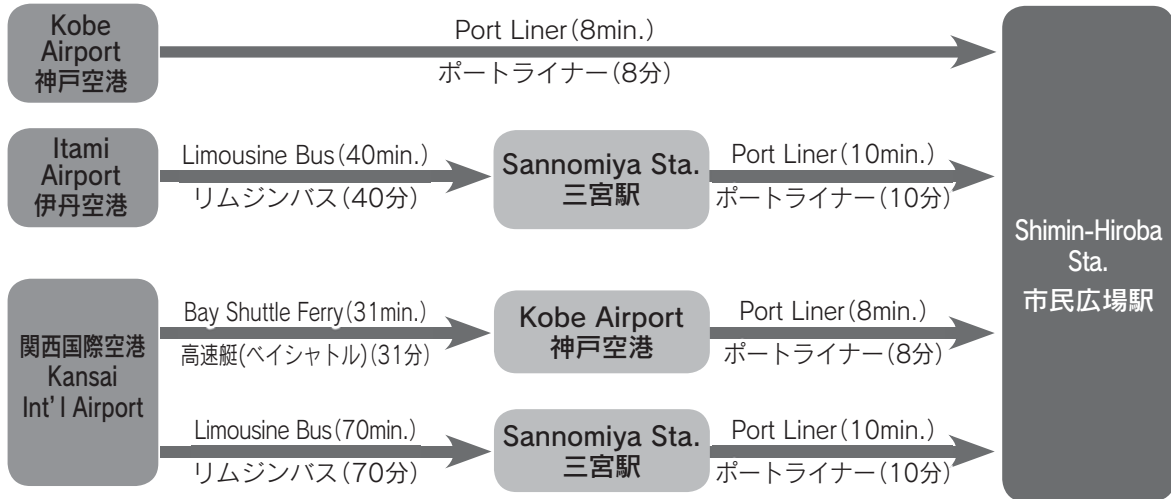 Kobe
Airport
神戸空港
Port Liner(8min.)
ポートライナー(8分)
Itami
Airport
伊丹空港
Limousine Bus(40min.)
リムジンバス(40分)
Sannomiya Sta.
三宮駅
Port Liner(10min.)
ポートライナー(10分)
関西国際空港
Kansai
Int'l Airport
Bay Shuttle Ferry(31min.)
高速艇(ベイシャトル)(31分)
Kobe Airport
神戸空港
Port Liner(8min.)
ポートライナー(8分)
Limousine Bus(70min.)
リムジンバス(70分)
Sannomiya Sta.
三宮駅
Port Liner(10min.)
ポートライナー(10分)
Shimin-Hiroba
Sta.
市民広場駅